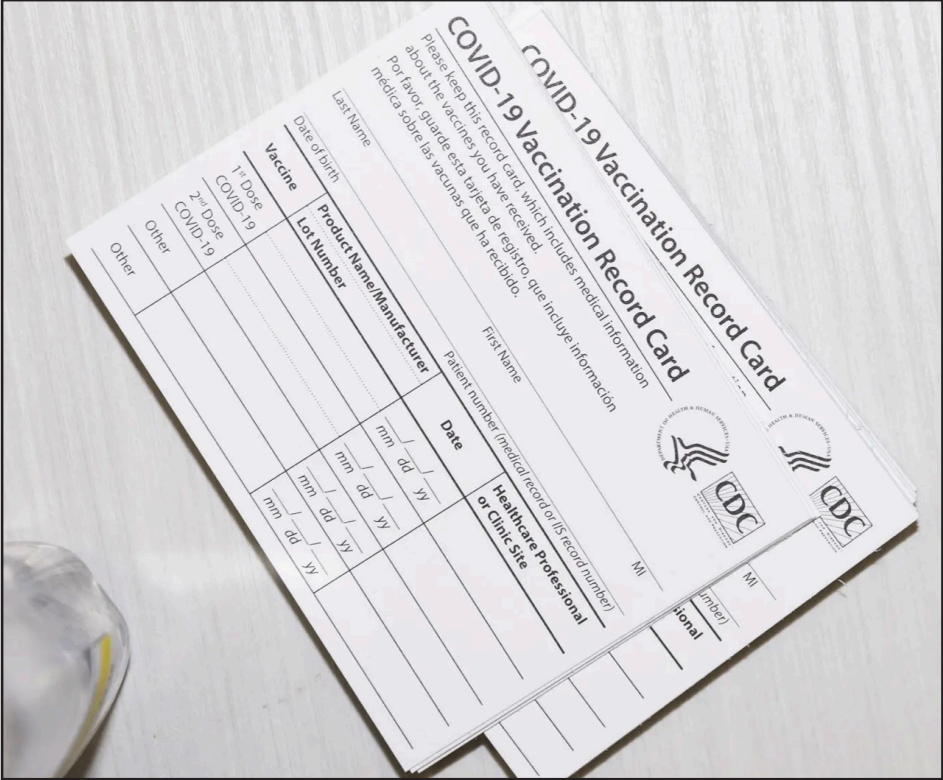 COVID-19 Vaccination Record Card
Please keep this record card, which includes medical information
about the vaccines you have received.
Por favor, guarde esta tarjeta de registro, que incluye información
médica sobre las vacunas que ha recibido.
CDC
Last Name
First Name
MI
Date of birth
Patient number (medical record or IIS record number)
Vaccine
Product Name/Manufacturer
Lot Number
Date
Healthcare Professional
or Clinic Site
1st Dose
COVID-19
mm / dd / yy
2nd Dose
COVID-19
mm / dd / yy
Other
mm / dd / yy
Other
mm / dd / yy
COVID-19 Vaccination Record Card
CDC
MI
umber)
sional